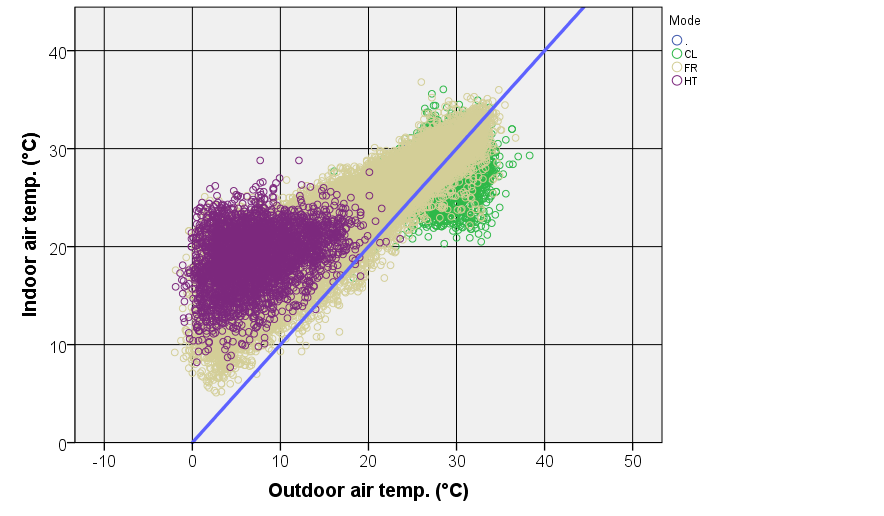 Mode
.
CL
FR
HT
40
30
20
10
0
Indoor air temp. (°C)
-10 0 10 20 30 40 50
Outdoor air temp. (°C)